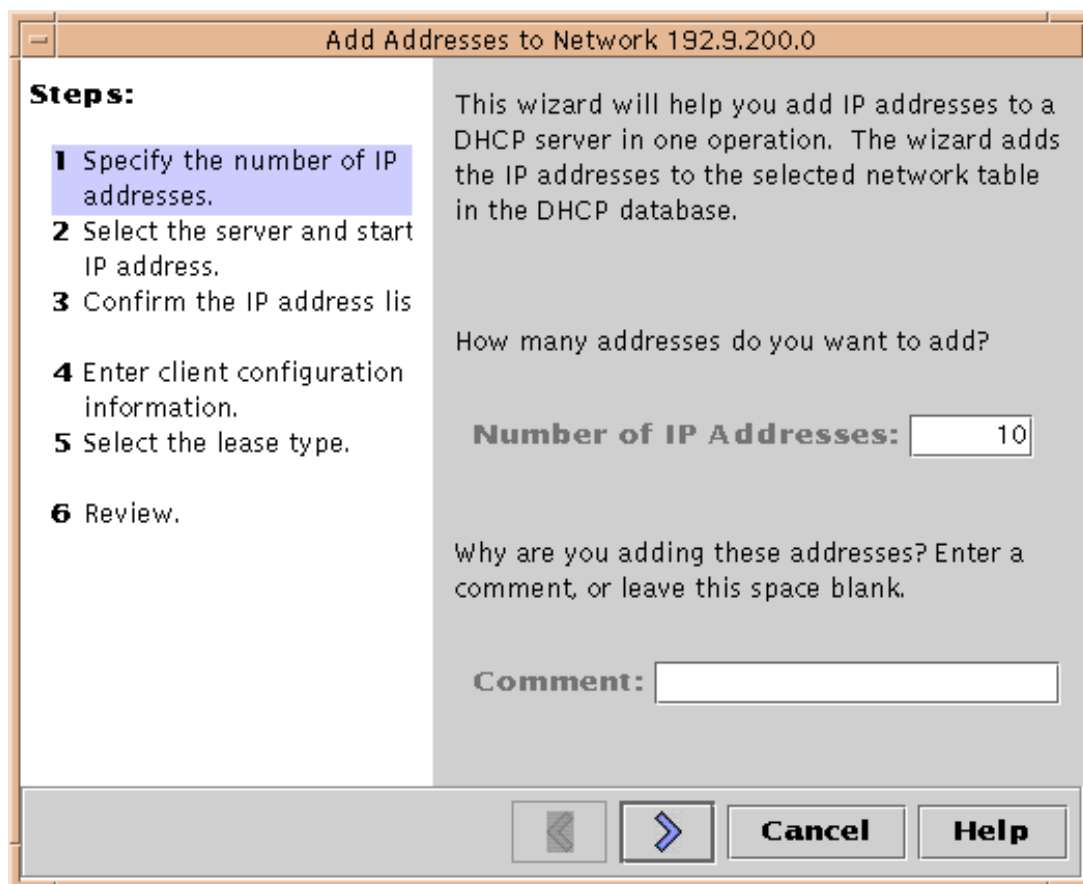 Add Addresses to Network 192.9.200.0
Steps:
1 Specify the number of IP
addresses.
2 Select the server and start
IP address.
3 Confirm the IP address lis
4 Enter client configuration
information.
5 Select the lease type.
6 Review.
This wizard will help you add IP addresses to a
DHCP server in one operation. The wizard adds
the IP addresses to the selected network table
in the DHCP database.
How many addresses do you want to add?
Number of IP Addresses: 10
Why are you adding these addresses? Enter a
comment, or leave this space blank.
Comment:
Cancel Help